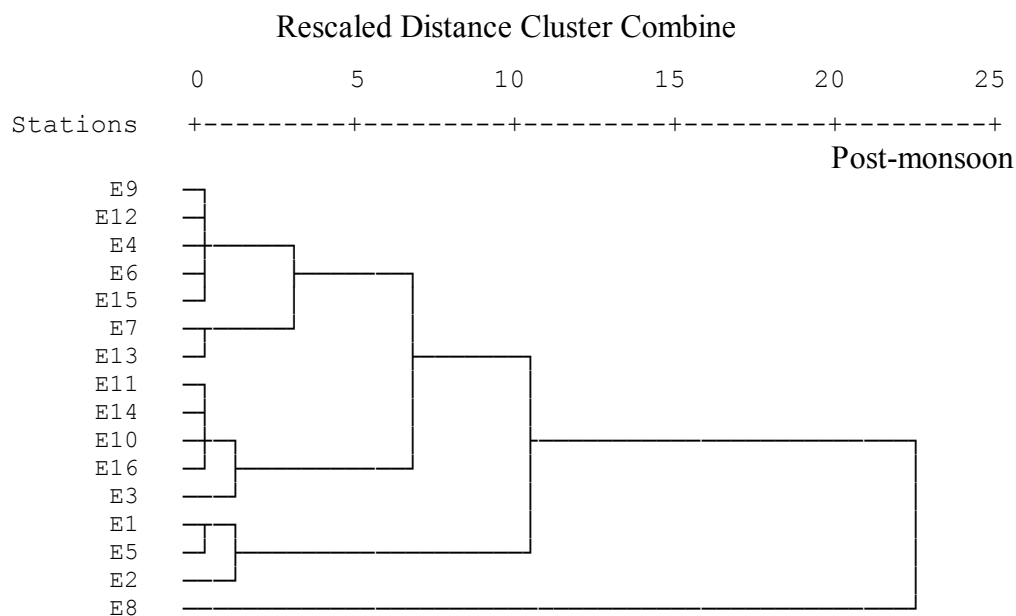 Rescaled Distance Cluster Combine
0 5 10 15 20 25
Stations +---------+---------+---------+---------+---------+
Post-monsoon
E9
E12
E4
E6
E15
E7
E13
E11
E14
E10
E16
E3
E1
E5
E2
E8